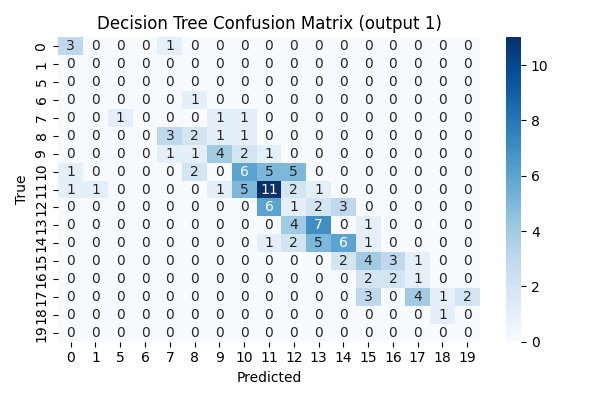 Decision Tree Confusion Matrix (output 1)
0 3 0 0 0 1 0 0 0 0 0 0 0 0 0 0 0 0
1 0 0 0 0 0 0 0 0 0 0 0 0 0 0 0 0 0
5 0 0 0 0 0 0 0 0 0 0 0 0 0 0 0 0 0
6 0 0 0 0 0 1 0 0 0 0 0 0 0 0 0 0 0
7 0 0 1 0 0 0 1 1 0 0 0 0 0 0 0 0 0
8 0 0 0 0 3 2 1 1 0 0 0 0 0 0 0 0 0
9 0 0 0 0 1 1 4 2 1 0 0 0 0 0 0 0 0
10 1 0 0 0 0 2 0 6 5 5 0 0 0 0 0 0 0
11 1 1 0 0 0 0 1 5 11 2 1 0 0 0 0 0 0
12 0 0 0 0 0 0 0 0 6 1 2 3 0 0 0 0 0
13 0 0 0 0 0 0 0 0 0 4 7 0 1 0 0 0 0
14 0 0 0 0 0 0 0 0 1 2 5 6 1 0 0 0 0
15 0 0 0 0 0 0 0 0 0 0 0 2 4 3 1 0 0
16 0 0 0 0 0 0 0 0 0 0 0 0 2 2 1 0 0
17 0 0 0 0 0 0 0 0 0 0 0 0 3 0 4 1 2
18 0 0 0 0 0 0 0 0 0 0 0 0 0 0 0 1 0
19 0 0 0 0 0 0 0 0 0 0 0 0 0 0 0 0 0
0 1 5 6 7 8 9 10 11 12 13 14 15 16 17 18 19
Predicted
True
10
8
6
4
2
0